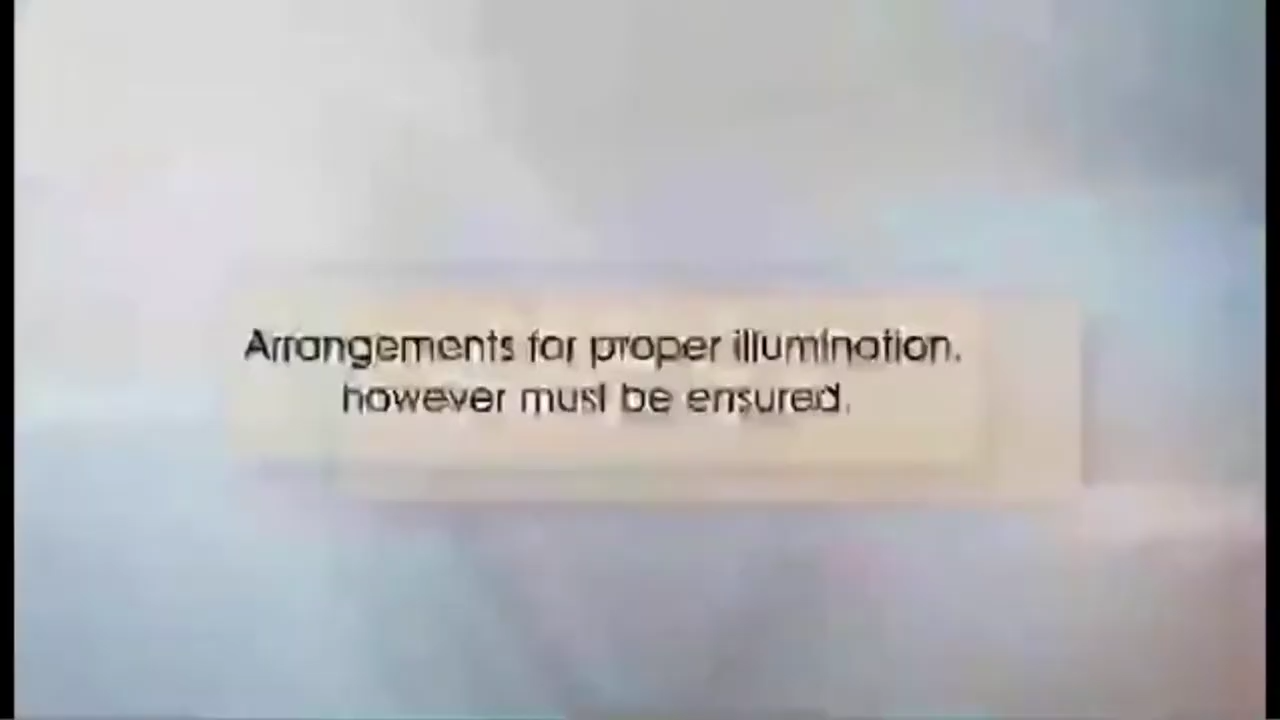 Arrangements for proper illumination,
however must be ensured.